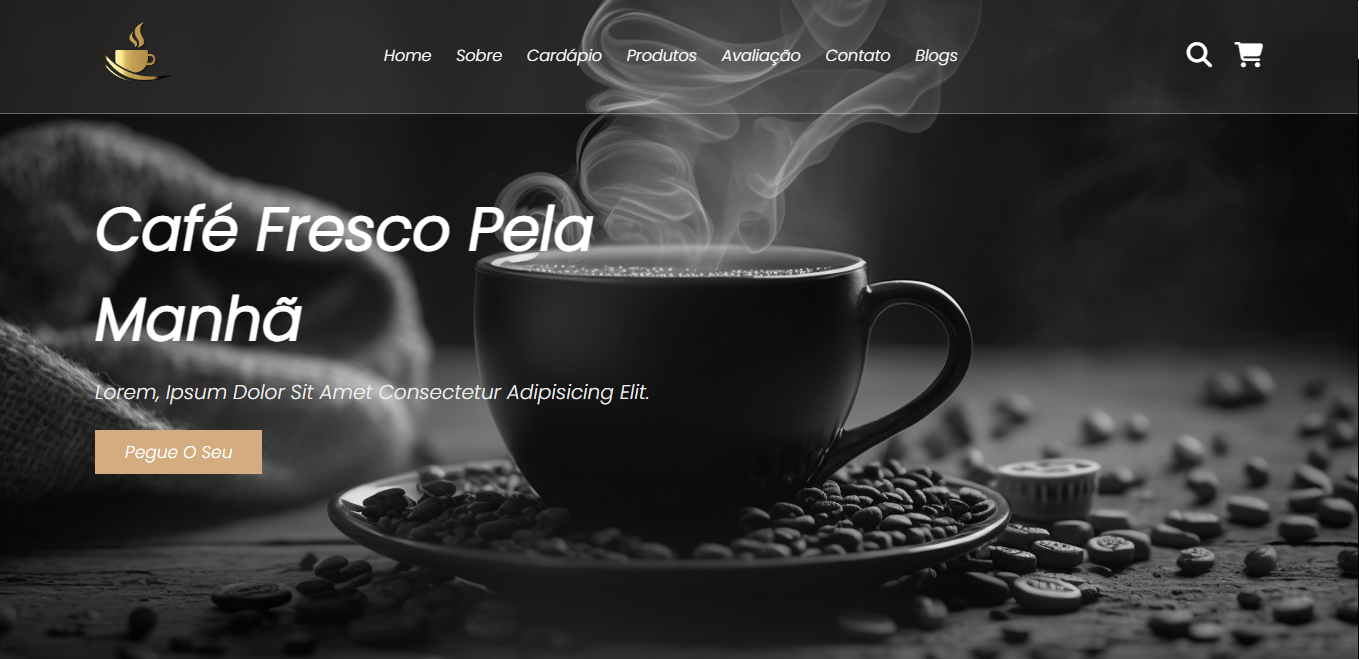 Home Sobre Cardápio Produtos Avaliação Contato Blogs
Café Fresco Pela
Manhã
Lorem, Ipsum Dolor Sit Amet Consectetur Adipisicing Elit.
Pegue O Seu